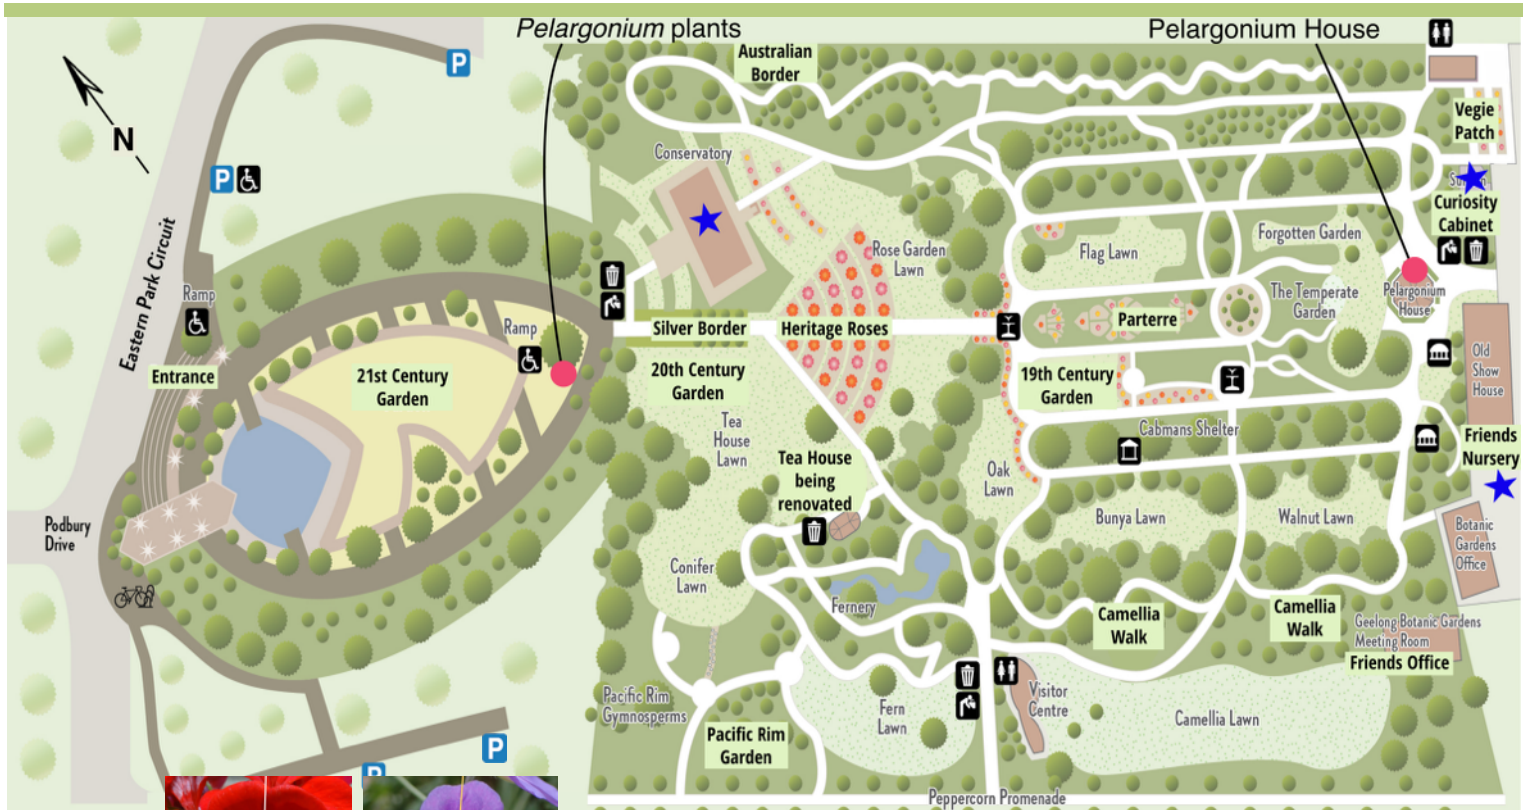 Pelargonium plants
Pelargonium House
Australian
Border
P
N
Vegie
Patch
Conservatory
P
Curiosity
Cabinet
Eastern Park Circuit
Rose Garden
Lawn
Forgotten Garden
Flag Lawn
Ramp
The Temperate
Garden
Pelargonium
House
Ramp
Silver Border
Heritage Roses
Parterre
Entrance
21st Century
Garden
20th Century
Garden
19th Century
Garden
Old
Show
House
Tea
House
Lawn
Cabmans Shelter
Friends
Nursery
Tea House
being
renovated
Oak
Lawn
Podbury
Drive
Bunya Lawn
Walnut Lawn
Botanic
Gardens
Office
Conifer
Lawn
Fernery
Camellia
Walk
Camellia
Walk
Geelong Botanic Gardens
Meeting Room
Friends Office
Pacific Rim
Gymnosperms
Visitor
Centre
Fern
Lawn
Camellia Lawn
Pacific Rim
Garden
P
P
Peppercorn Promenade